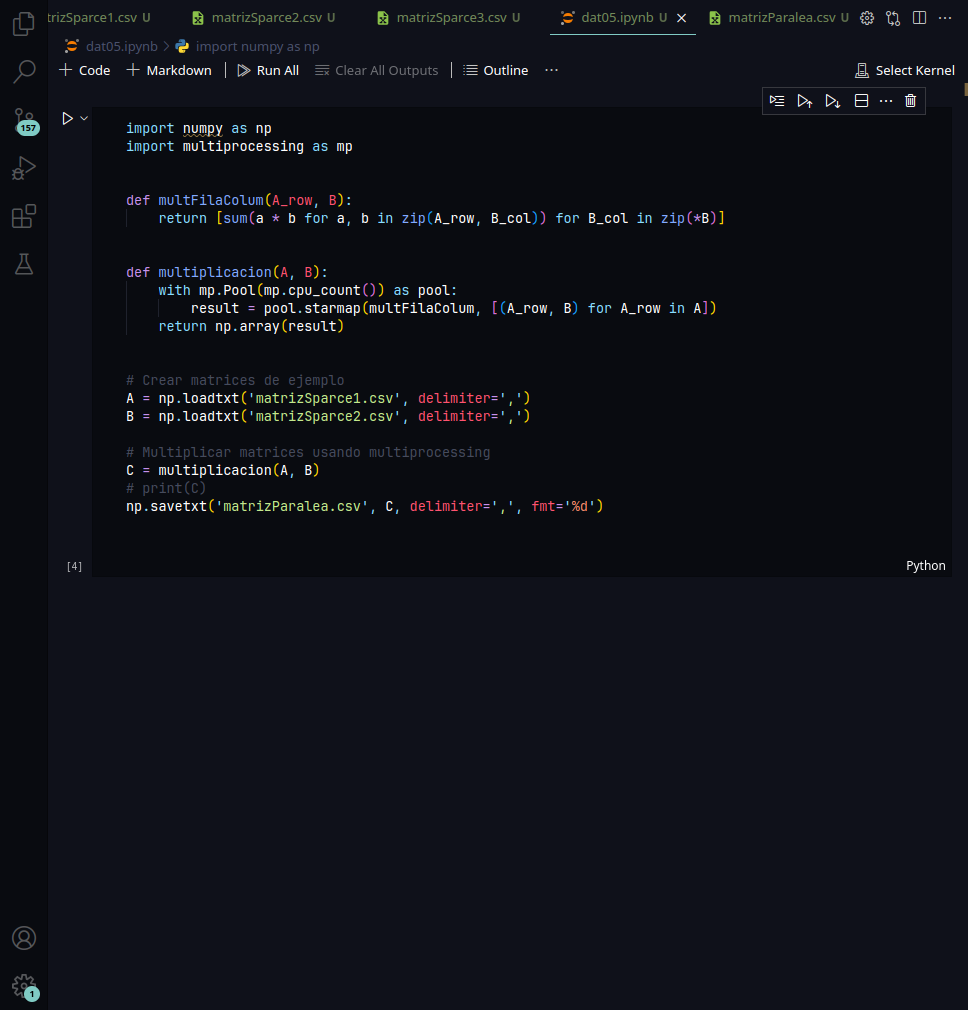 trizSparce1.csv U matrizSparce2.csv U matrizSparce3.csv U dat05.ipynb U matrizParalea.csv U
dat05.ipynb > import numpy as np
+ Code + Markdown | Run All Clear All Outputs | Outline ... Select Kernel
157
import numpy as np
import multiprocessing as mp
def multFilaColum(A_row, B):
return [sum(a * b for a, b in zip(A_row, B_col)) for B_col in zip(*B)]
def multiplicacion(A, B):
with mp.Pool(mp.cpu_count()) as pool:
result = pool.starmap(multFilaColum, [(A_row, B) for A_row in A])
return np.array(result)
# Crear matrices de ejemplo
A = np.loadtxt('matrizSparce1.csv', delimiter=',')
B = np.loadtxt('matrizSparce2.csv', delimiter=',')
# Multiplicar matrices usando multiprocessing
C = multiplicacion(A, B)
# print(C)
np.savetxt('matrizParalea.csv', C, delimiter=',', fmt='%d')
[4] Python
1